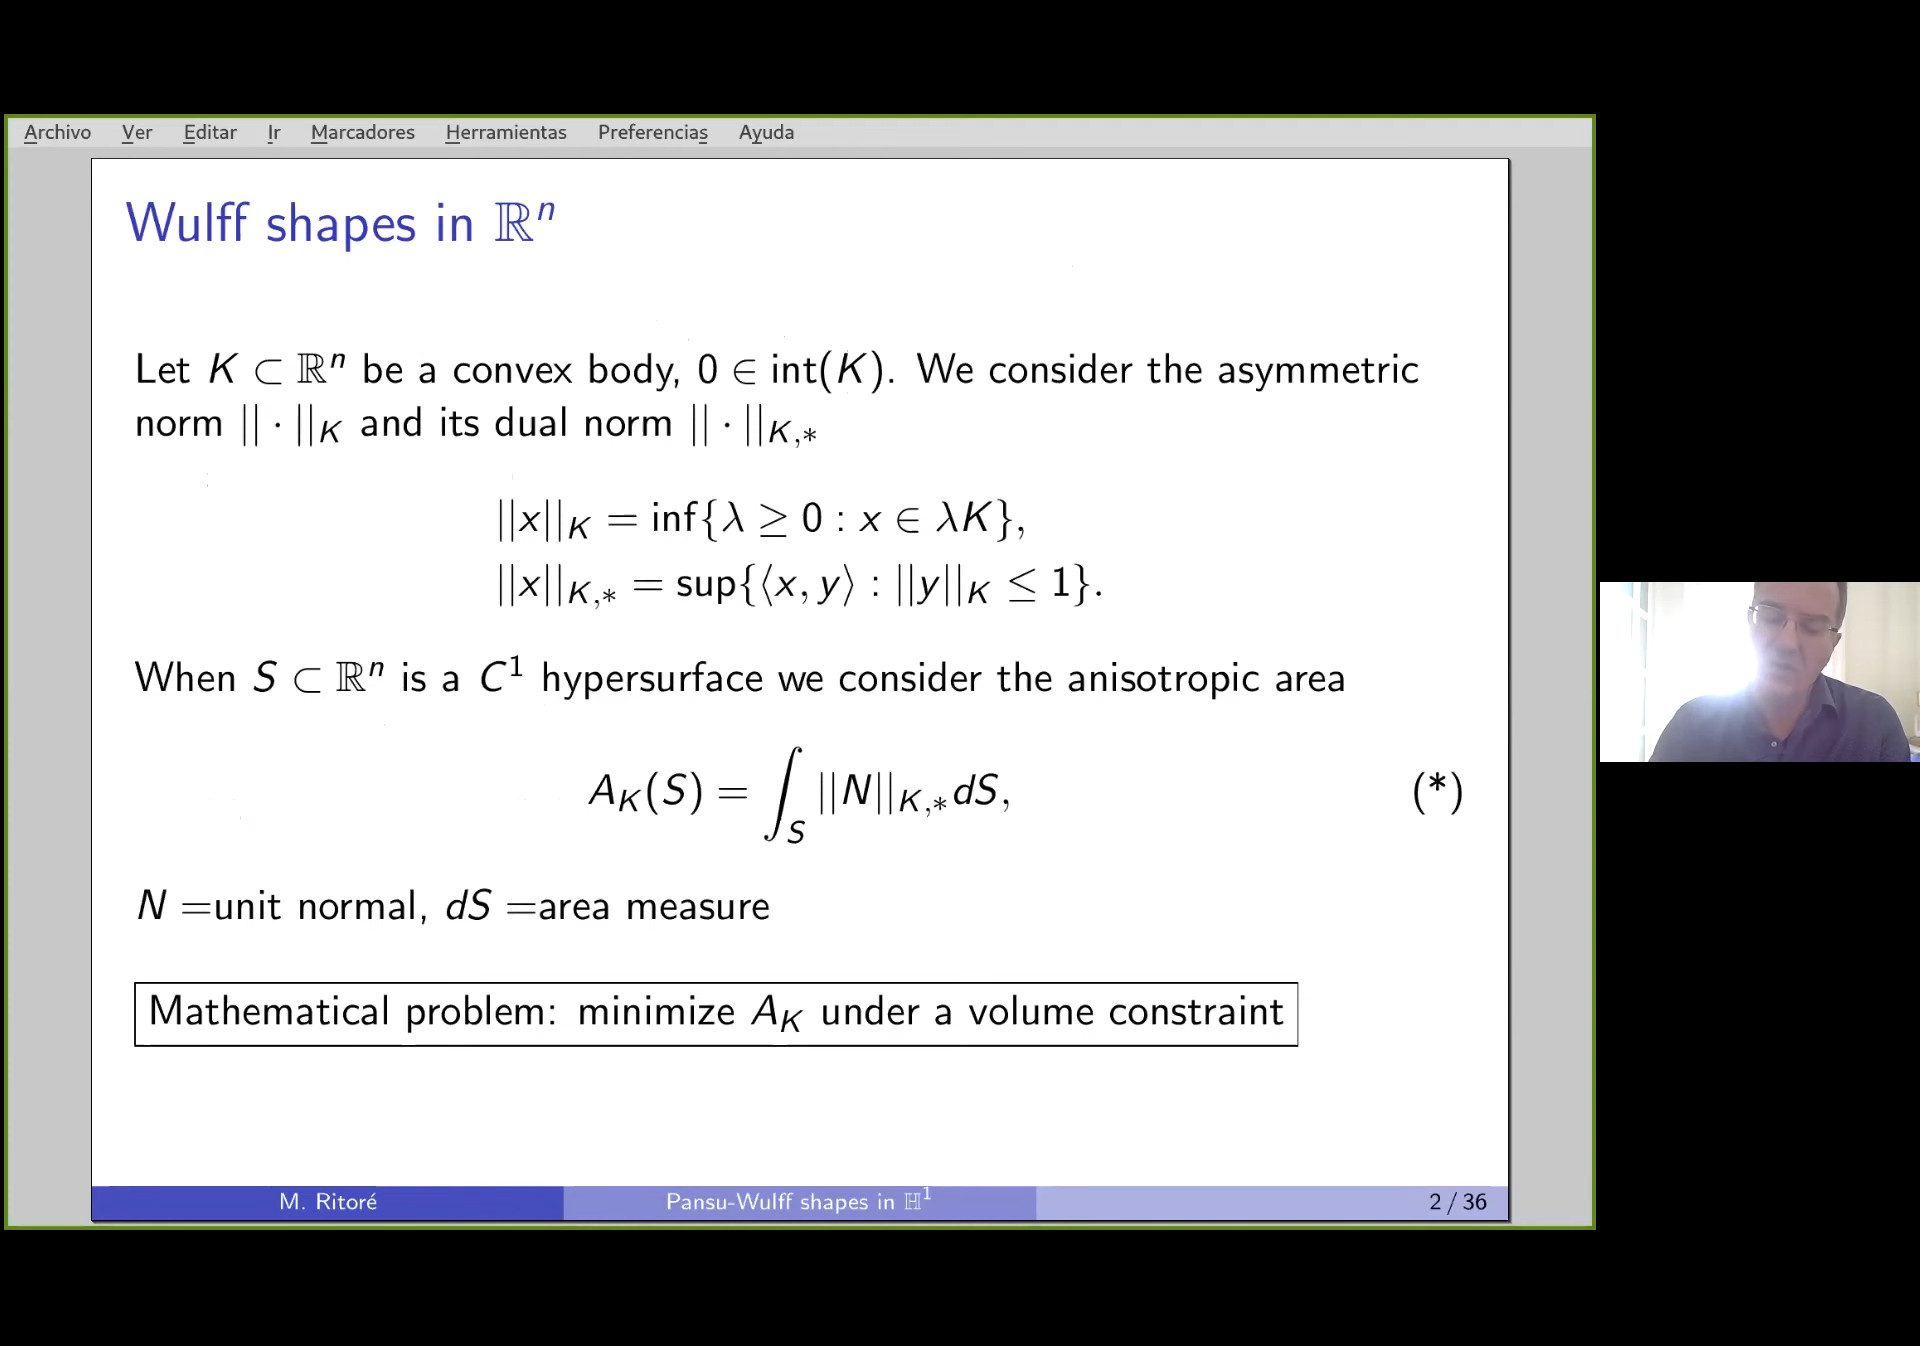 Archivo Ver Editar Ir Marcadores Herramientas Preferencias Ayuda
Wulff shapes in ℝⁿ
Let K ⊂ ℝⁿ be a convex body, 0 ∈ int(K). We consider the asymmetric
norm || · ||_K and its dual norm || · ||_{K,*}
||x||_K = inf{λ ≥ 0 : x ∈ λK},
||x||_{K,*} = sup{⟨x, y⟩ : ||y||_K ≤ 1}.
When S ⊂ ℝⁿ is a C¹ hypersurface we consider the anisotropic area
A_K(S) = ∫_S ||N||_{K,*} dS, (*)
N =unit normal, dS =area measure
Mathematical problem: minimize A_K under a volume constraint
M. Ritoré Pansu-Wulff shapes in ℍ¹ 2 / 36